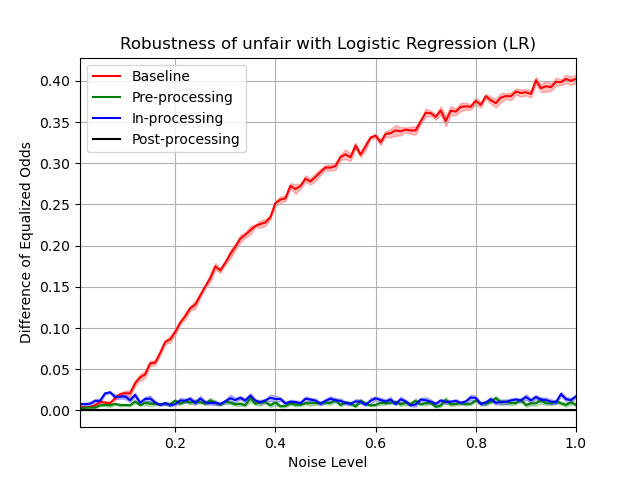 Robustness of unfair with Logistic Regression (LR)
Baseline
Pre-processing
In-processing
Post-processing
Difference of Equalized Odds
0.40
0.35
0.30
0.25
0.20
0.15
0.10
0.05
0.00
0.2
0.4
0.6
0.8
1.0
Noise Level